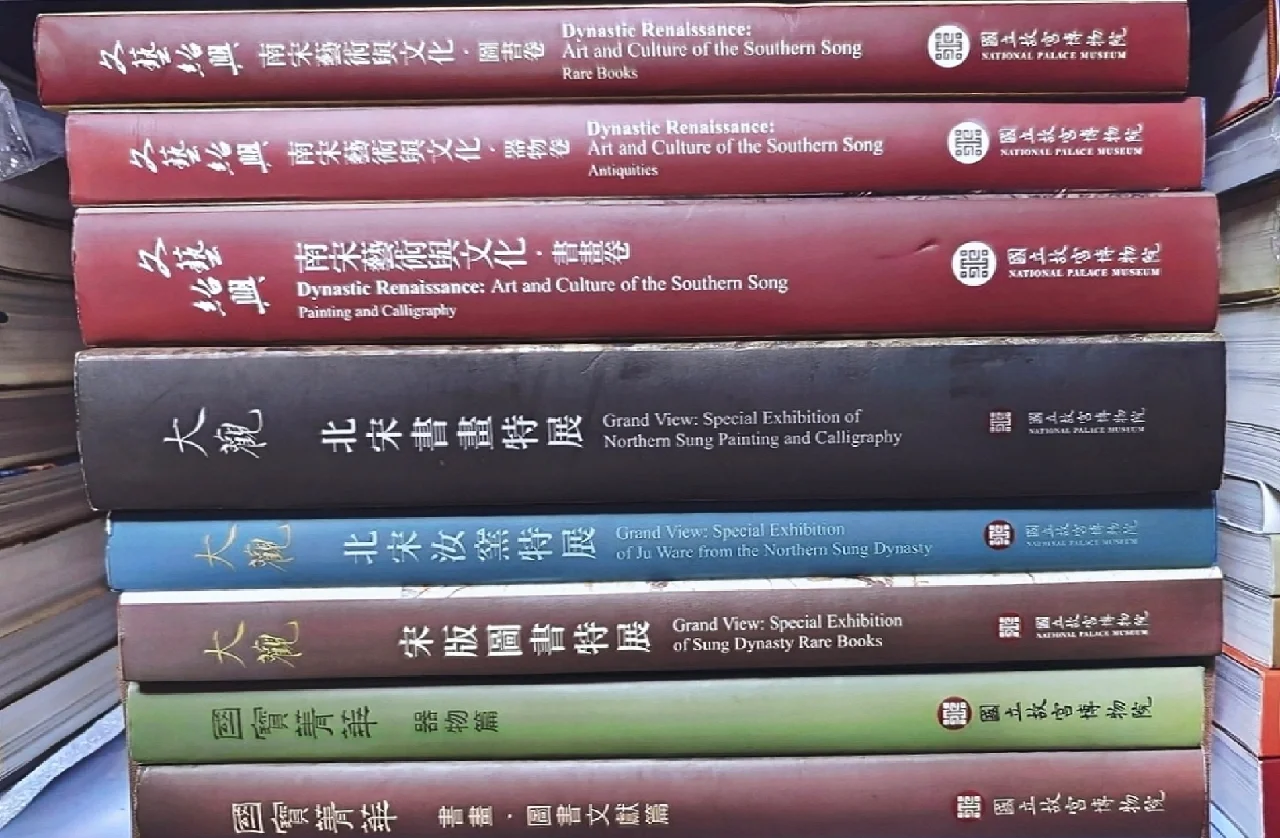 文藝紹興 南宋藝術與文化·圖書卷
Dynastic Renaissance:
Art and Culture of the Southern Song
Rare Books
國立故宮博物院
NATIONAL PALACE MUSEUM
文藝紹興 南宋藝術與文化·器物卷
Dynastic Renaissance:
Art and Culture of the Southern Song
Antiquities
國立故宮博物院
NATIONAL PALACE MUSEUM
文藝
紹興
南宋藝術與文化·書畫卷
Dynastic Renaissance: Art and Culture of the Southern Song
Painting and Calligraphy
國立故宮博物院
NATIONAL PALACE MUSEUM
大觀 北宋書畫特展
Grand View: Special Exhibition of
Northern Sung Painting and Calligraphy
國立故宮博物院
NATIONAL PALACE MUSEUM
大觀 北宋汝窯特展
Grand View: Special Exhibition
of Ju Ware from the Northern Sung Dynasty
國立故宮博物院
NATIONAL PALACE MUSEUM
大觀 宋版圖書特展
Grand View: Special Exhibition
of Sung Dynasty Rare Books
國立故宮博物院
NATIONAL PALACE MUSEUM
國寶菁華 器物篇
國立故宮博物院
國寶菁華 書畫·圖書文獻篇
國立故宮博物院